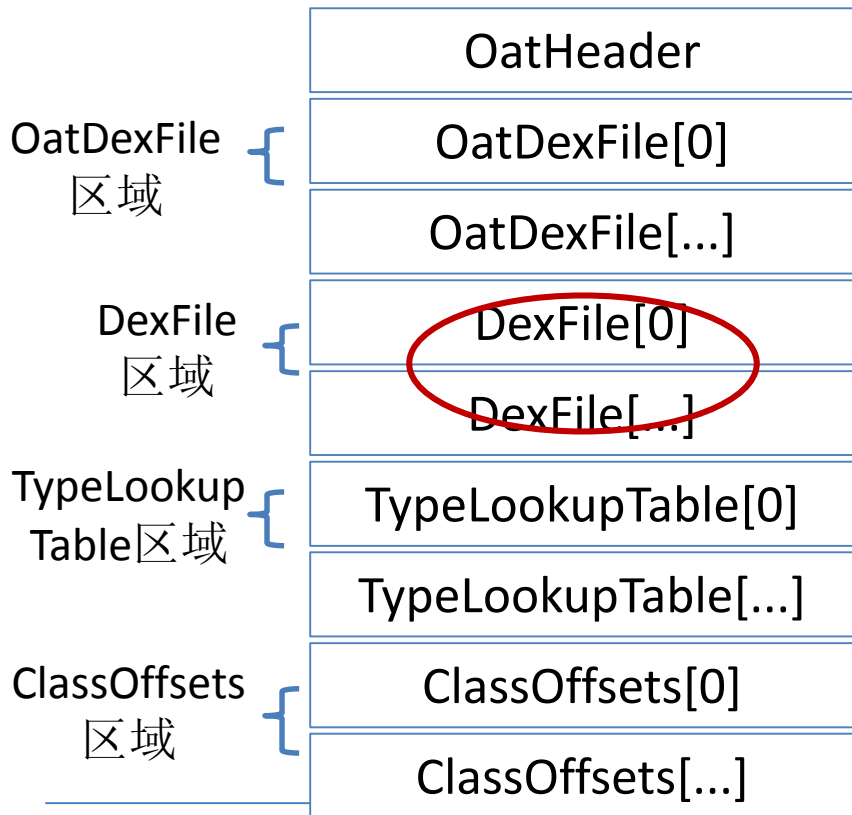 OatHeader
OatDexFile
区域
OatDexFile[0]
OatDexFile[...]
DexFile
区域
DexFile[0]
DexFile[...]
TypeLookup
Table区域
TypeLookupTable[0]
TypeLookupTable[...]
ClassOffsets
区域
ClassOffsets[0]
ClassOffsets[...]